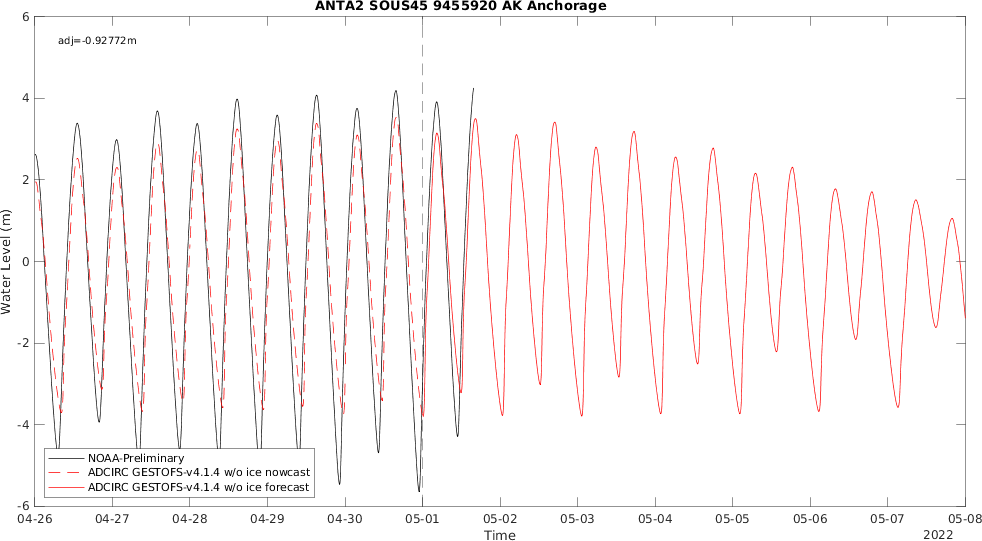 ANTA2 SOUS45 9455920 AK Anchorage
adj=-0.92772m
6
4
2
0
-2
-4
-6
Water Level (m)
NOAA-Preliminary
ADCIRC GESTOFS-v4.1.4 w/o ice nowcast
ADCIRC GESTOFS-v4.1.4 w/o ice forecast
04-26 04-27 04-28 04-29 04-30 05-01 05-02 05-03 05-04 05-05 05-06 05-07 05-08
Time
2022